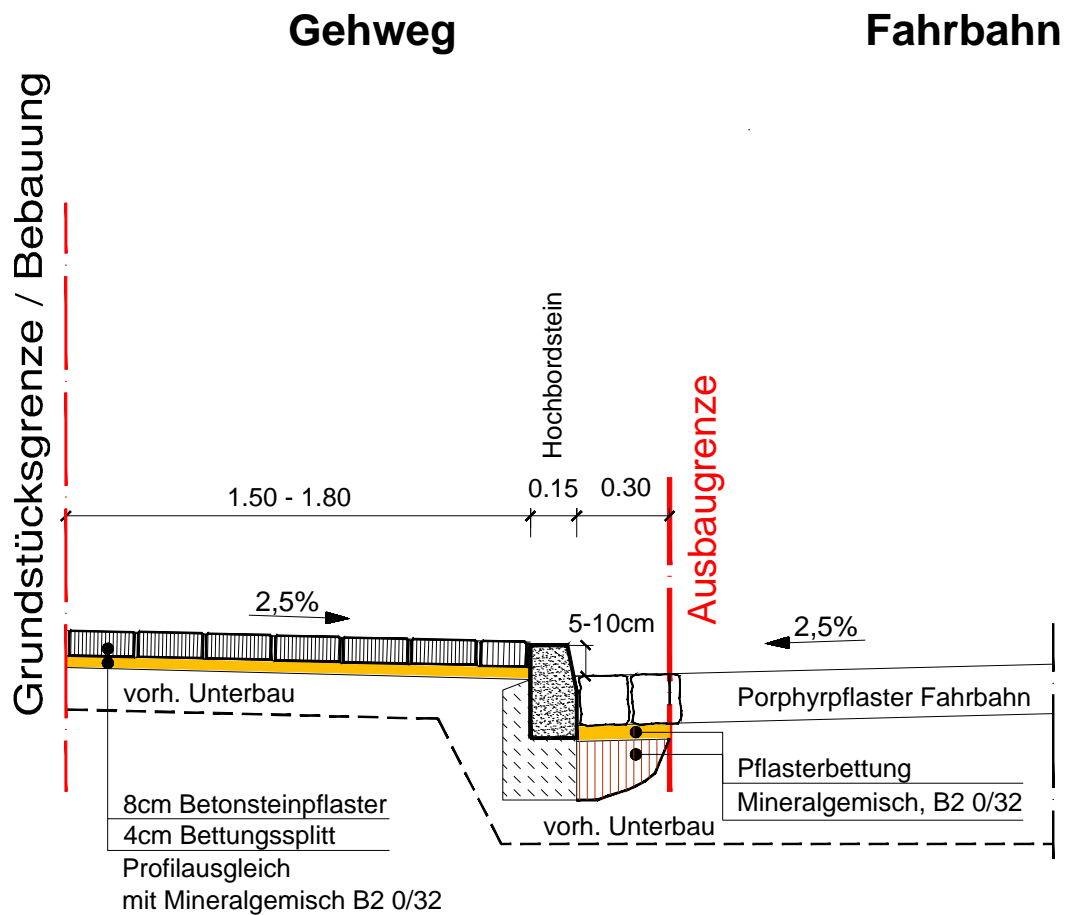 Gehweg
Fahrbahn
Grundstücksgrenze / Bebauung
Hochbordstein
Ausbaugrenze
1.50 - 1.80
0.15
0.30
2,5%
5-10cm
2,5%
vorh. Unterbau
Porphyrpflaster Fahrbahn
Pflasterbettung
Mineralgemisch, B2 0/32
8cm Betonsteinpflaster
4cm Bettungssplitt
Profilausgleich
mit Mineralgemisch B2 0/32
vorh. Unterbau